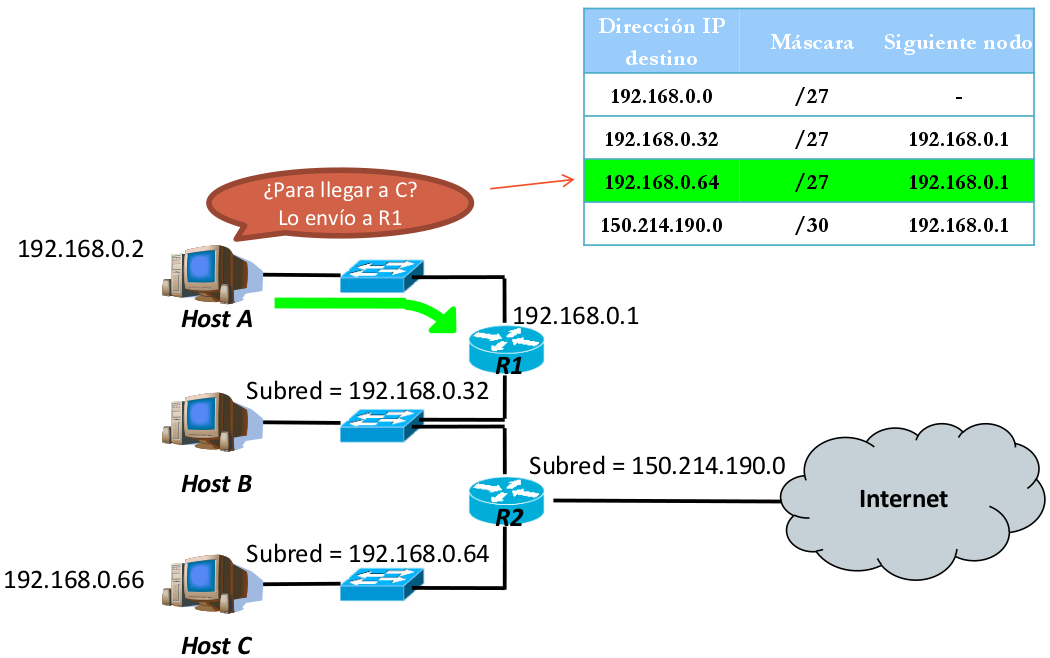 Dirección IP destino Máscara Siguiente nodo
192.168.0.0 /27 -
192.168.0.32 /27 192.168.0.1
192.168.0.64 /27 192.168.0.1
150.214.190.0 /30 192.168.0.1
¿Para llegar a C?
Lo envío a R1
192.168.0.2
Host A
192.168.0.1
R1
Subred = 192.168.0.32
Host B
Subred = 150.214.190.0
R2
Internet
Subred = 192.168.0.64
192.168.0.66
Host C